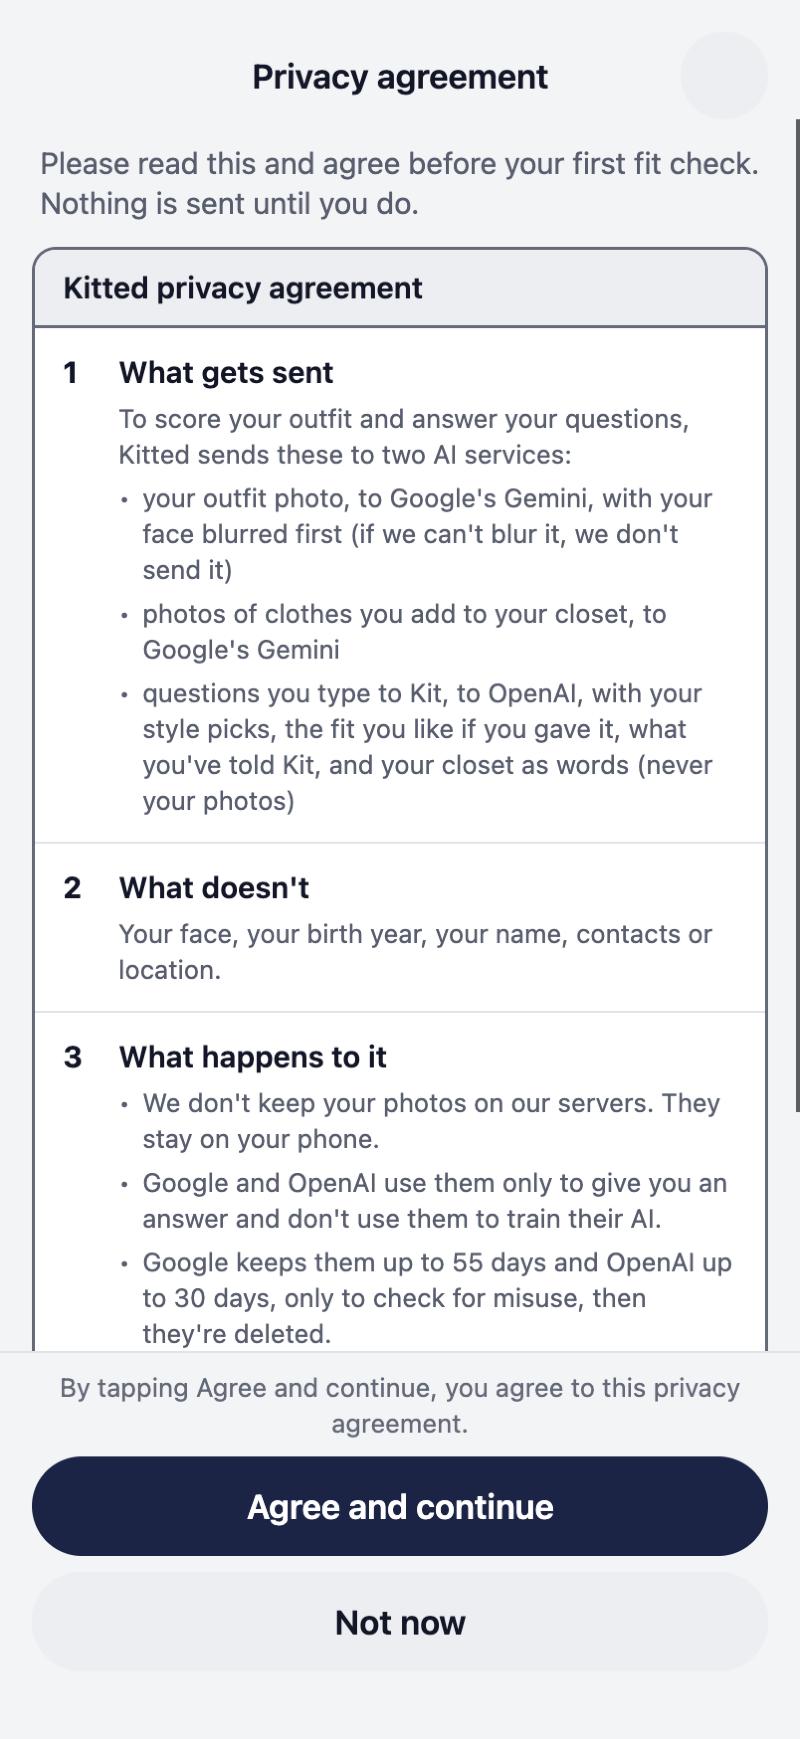 Privacy agreement
Please read this and agree before your first fit check.
Nothing is sent until you do.
Kitted privacy agreement
1 What gets sent
To score your outfit and answer your questions,
Kitted sends these to two AI services:
• your outfit photo, to Google's Gemini, with your
face blurred first (if we can't blur it, we don't
send it)
• photos of clothes you add to your closet, to
Google's Gemini
• questions you type to Kit, to OpenAI, with your
style picks, the fit you like if you gave it, what
you've told Kit, and your closet as words (never
your photos)
2 What doesn't
Your face, your birth year, your name, contacts or
location.
3 What happens to it
• We don't keep your photos on our servers. They
stay on your phone.
• Google and OpenAI use them only to give you an
answer and don't use them to train their AI.
• Google keeps them up to 55 days and OpenAI up
to 30 days, only to check for misuse, then
they're deleted.
By tapping Agree and continue, you agree to this privacy
agreement.
Agree and continue
Not now